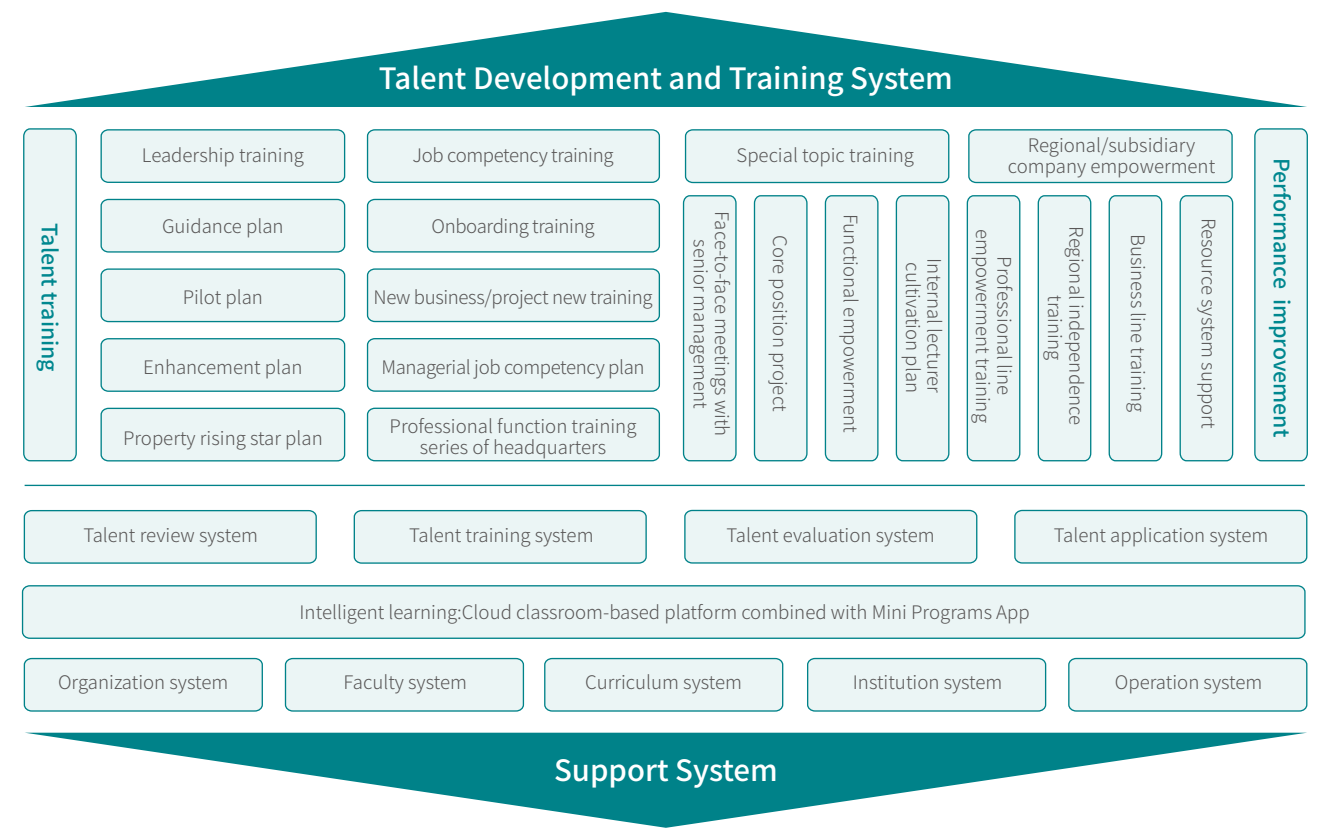 Talent Development and Training System
Talent training
Leadership training
Guidance plan
Pilot plan
Enhancement plan
Property rising star plan
Job competency training
Onboarding training
New business/project new training
Managerial job competency plan
Professional function training
series of headquarters
Special topic training
Face-to-face meetings with
senior management
Core position project
Functional empowerment
Internal lecturer
cultivation plan
Regional/subsidiary
company empowerment
Professional line
empowerment training
Regional independence
training
Business line training
Resource system support
Performance improvement
Talent review system
Talent training system
Talent evaluation system
Talent application system
Intelligent learning:Cloud classroom-based platform combined with Mini Programs App
Organization system
Faculty system
Curriculum system
Institution system
Operation system
Support System